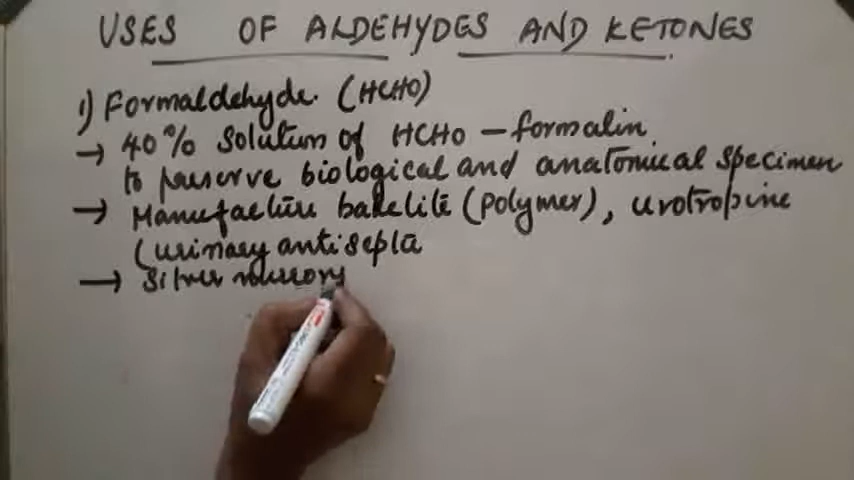 USES OF ALDEHYDES AND KETONES
1) Formaldehyde. (HCHO)
→ 40% Solution of HCHO - formalin
to preserve biological and anatomical specimen
→ Manufacture bakelite (polymer), urotropine
(urinary antiseptic
→ Silver mirrory